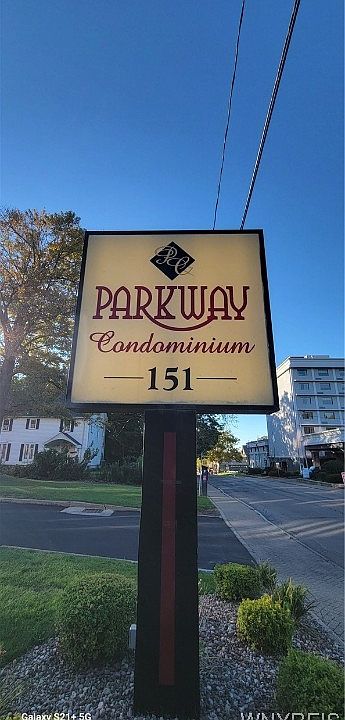 PC
PARKWAY
Condominium
151
Galaxy S21+ 5G
WNYREIS